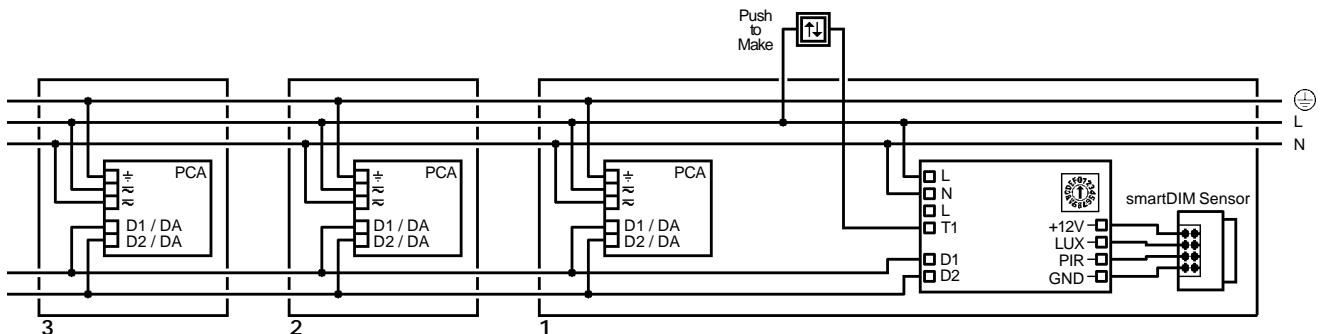 Push
to
Make
L
N
PCA
D1 / DA
D2 / DA
3
PCA
D1 / DA
D2 / DA
2
PCA
D1 / DA
D2 / DA
1
L
N
L
T1
D1
D2
+12V
LUX
PIR
GND
smartDIM Sensor